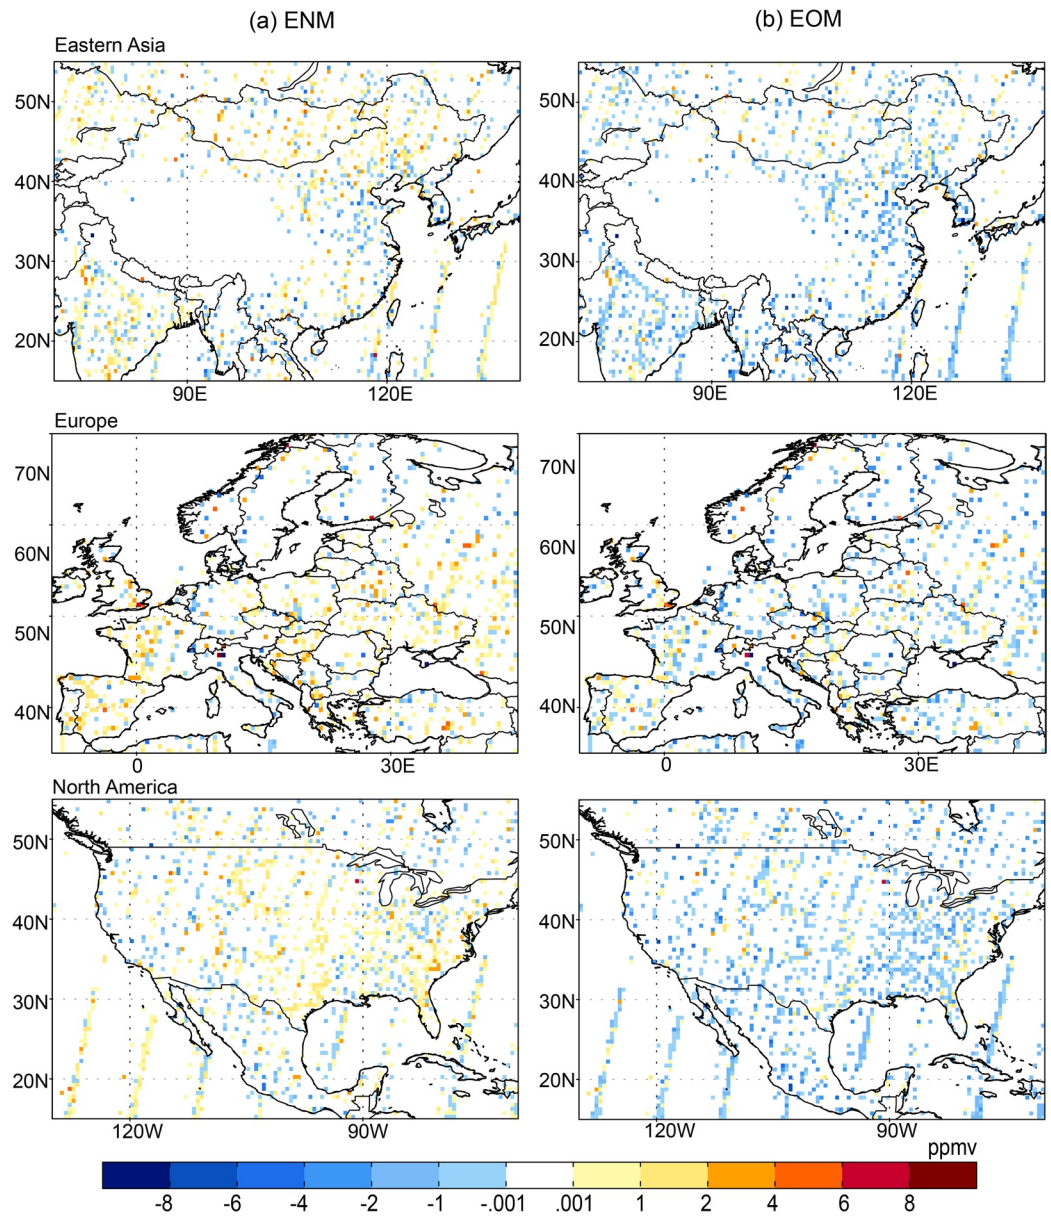 (a) ENM (b) EOM
Eastern Asia
50N 50N
40N 40N
30N 30N
20N 20N
90E 120E 90E 120E
Europe
70N 70N
60N 60N
50N 50N
40N 40N
0 30E 0 30E
North America
50N 50N
40N 40N
30N 30N
20N 20N
120W 90W 120W 90W
ppmv
-8 -6 -4 -2 -1 -.001 .001 1 2 4 6 8